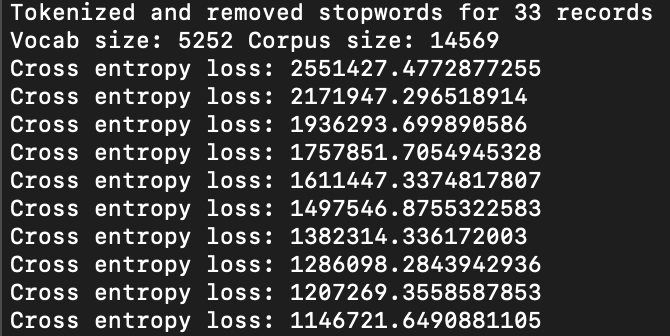 Tokenized and removed stopwords for 33 records
Vocab size: 5252 Corpus size: 14569
Cross entropy loss: 2551427.4772877255
Cross entropy loss: 2171947.296518914
Cross entropy loss: 1936293.699890586
Cross entropy loss: 1757851.7054945328
Cross entropy loss: 1611447.3374817807
Cross entropy loss: 1497546.8755322583
Cross entropy loss: 1382314.336172003
Cross entropy loss: 1286098.2843942936
Cross entropy loss: 1207269.3558587853
Cross entropy loss: 1146721.6490881105